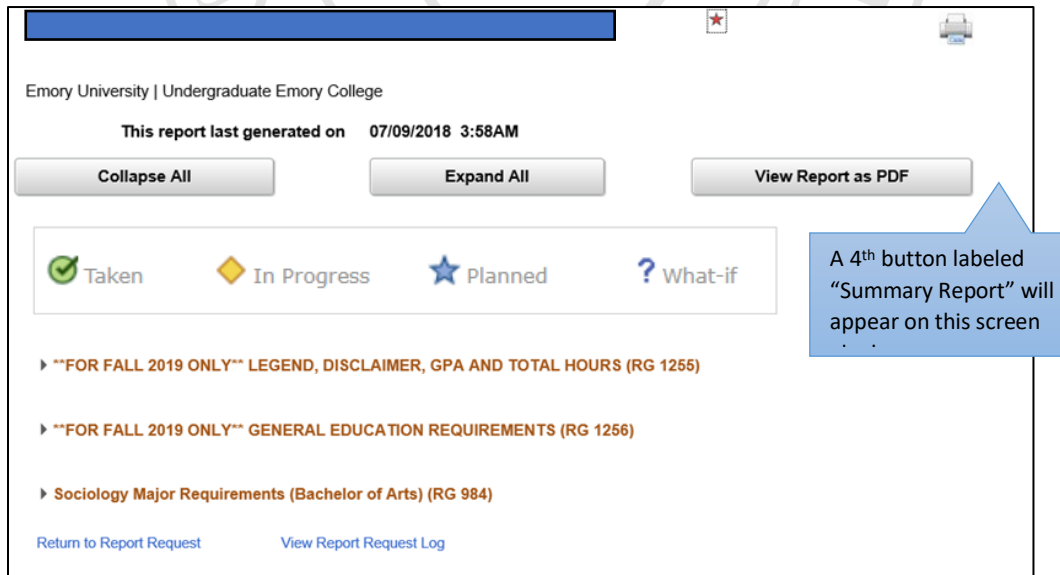 Emory University | Undergraduate Emory College
This report last generated on 07/09/2018 3:58AM
Collapse All Expand All View Report as PDF
Taken In Progress Planned ? What-if
A 4th button labeled
“Summary Report” will
appear on this screen
**FOR FALL 2019 ONLY** LEGEND, DISCLAIMER, GPA AND TOTAL HOURS (RG 1255)
**FOR FALL 2019 ONLY** GENERAL EDUCATION REQUIREMENTS (RG 1256)
Sociology Major Requirements (Bachelor of Arts) (RG 984)
Return to Report Request View Report Request Log